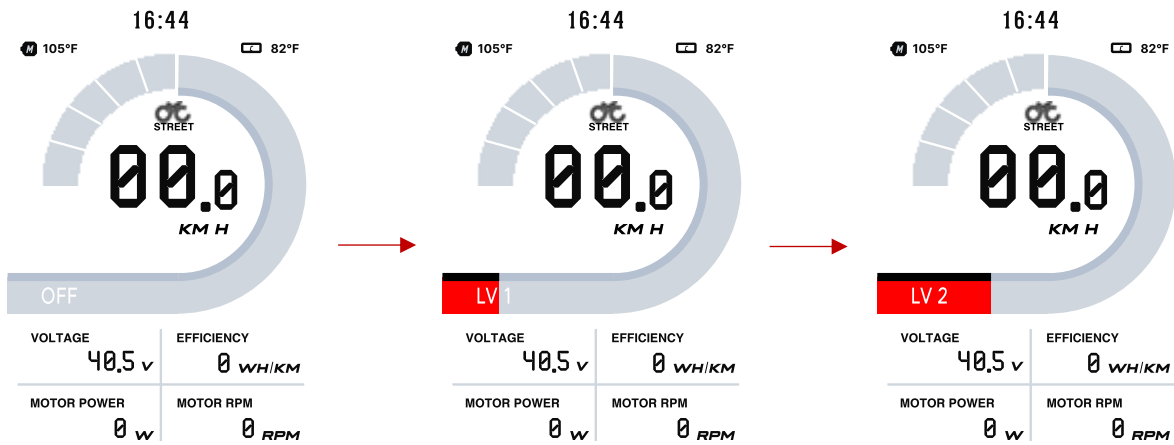 16:44
M 105°F
C 82°F
STREET
00.0
KM H
OFF
VOLTAGE
40.5 V
EFFICIENCY
0 WH/KM
MOTOR POWER
0 W
MOTOR RPM
0 RPM
16:44
M 105°F
C 82°F
STREET
00.0
KM H
LV 1
VOLTAGE
40.5 V
EFFICIENCY
0 WH/KM
MOTOR POWER
0 W
MOTOR RPM
0 RPM
16:44
M 105°F
C 82°F
STREET
00.0
KM H
LV 2
VOLTAGE
40.5 V
EFFICIENCY
0 WH/KM
MOTOR POWER
0 W
MOTOR RPM
0 RPM